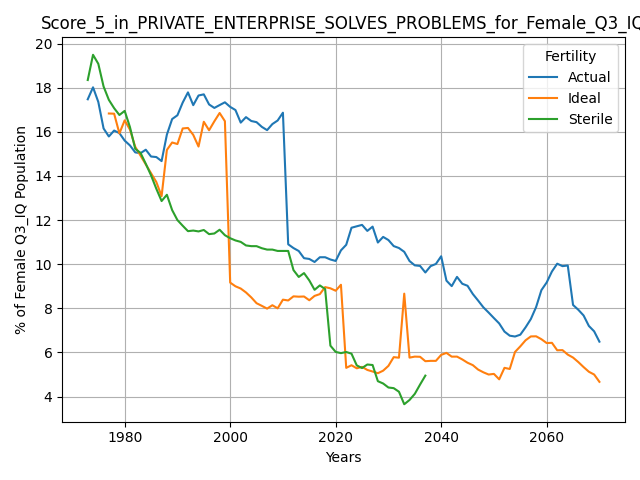 Score_5_in_PRIVATE_ENTERPRISE_SOLVES_PROBLEMS_for_Female_Q3_IQ
Fertility
Actual
Ideal
Sterile
% of Female Q3_IQ Population
20
18
16
14
12
10
8
6
4
1980 2000 2020 2040 2060
Years